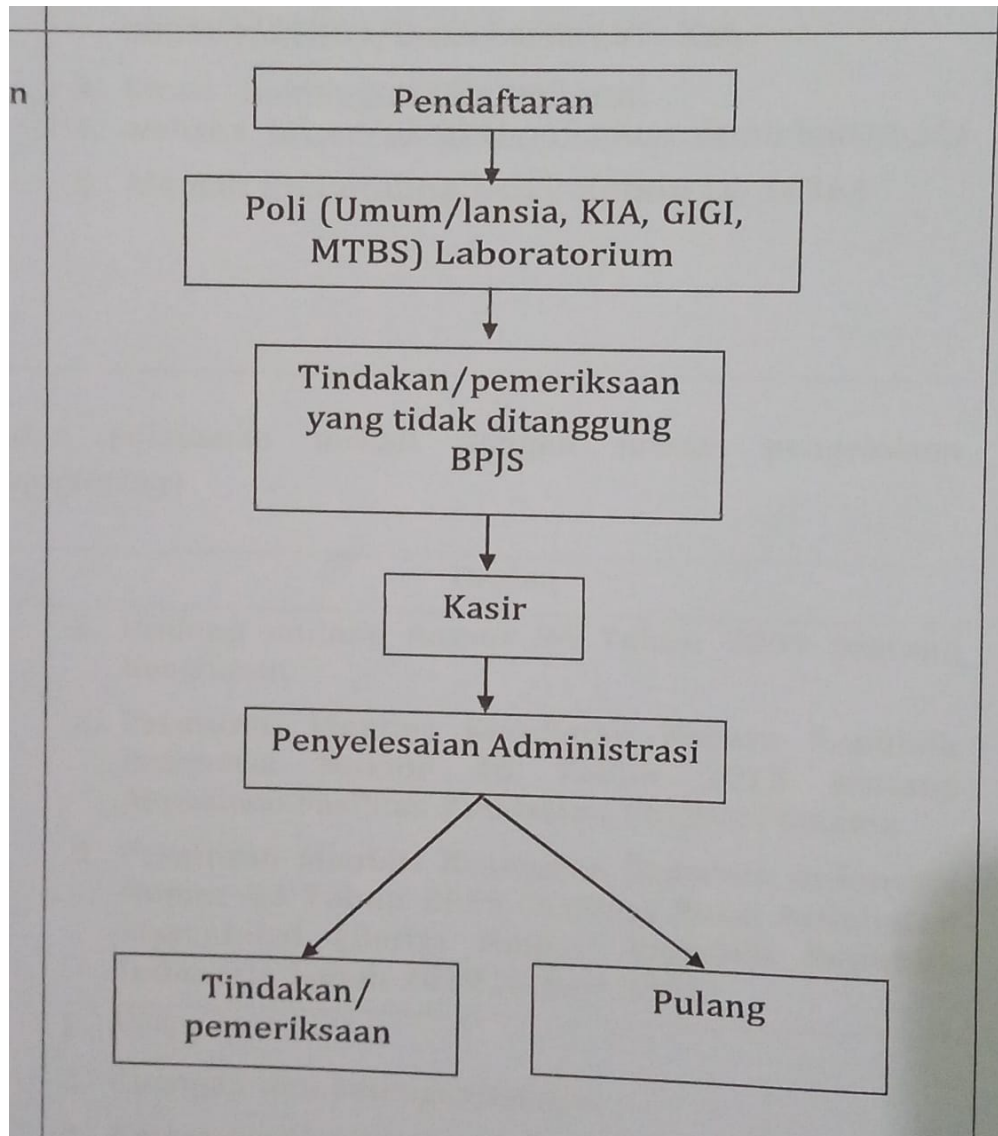 n
Pendaftaran
Poli (Umum/lansia, KIA, GIGI,
MTBS) Laboratorium
Tindakan/pemeriksaan
yang tidak ditanggung
BPJS
Kasir
Penyelesaian Administrasi
Tindakan/
pemeriksaan
Pulang